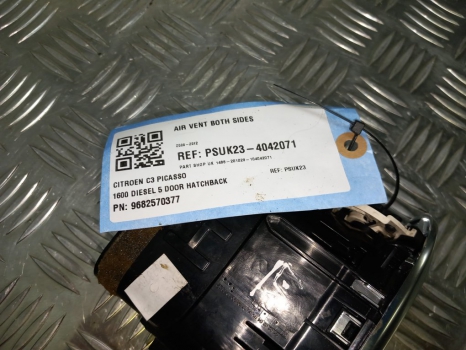 AIR VENT BOTH SIDES
REF: PSUK23-4042071
CITROEN C3 PICASSO
REF: PSUK23
1600 DIESEL 5 DOOR HATCHBACK
PN: 9682570377